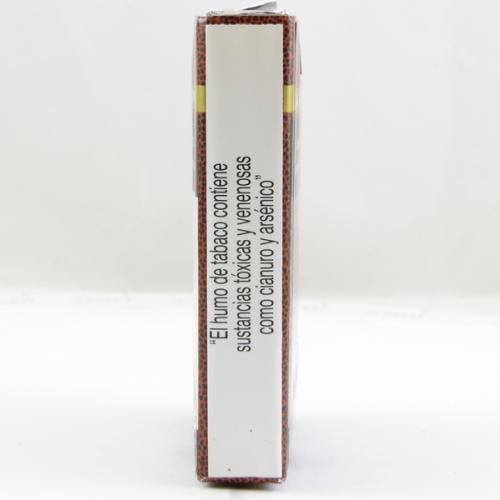 "El humo de tabaco contiene
sustancias tóxicas y venenosas
como cianuro y arsénico"